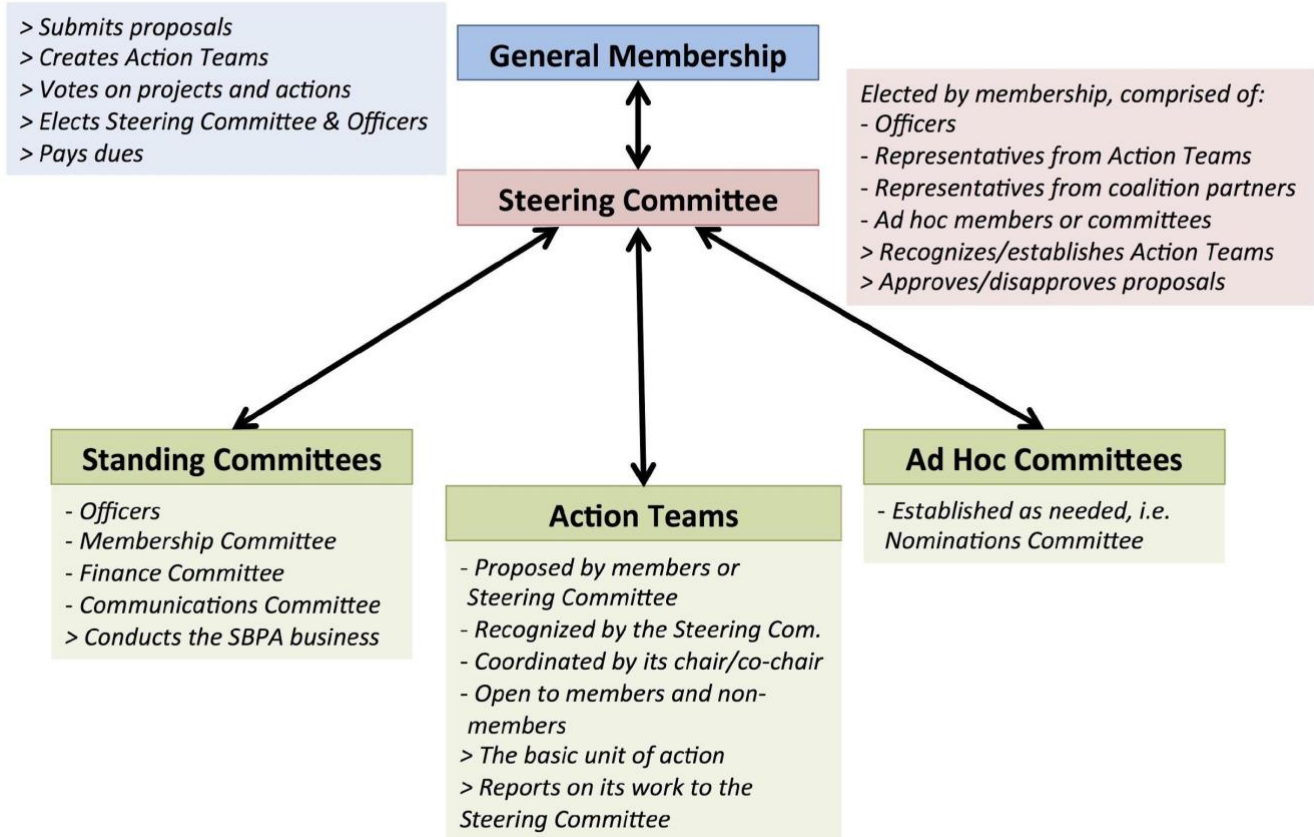 > Submits proposals
> Creates Action Teams
> Votes on projects and actions
> Elects Steering Committee & Officers
> Pays dues
General Membership
Elected by membership, comprised of:
- Officers
- Representatives from Action Teams
- Representatives from coalition partners
- Ad hoc members or committees
> Recognizes/establishes Action Teams
> Approves/disapproves proposals
Steering Committee
Standing Committees
- Officers
- Membership Committee
- Finance Committee
- Communications Committee
> Conducts the SBPA business
Action Teams
- Proposed by members or
Steering Committee
- Recognized by the Steering Com.
- Coordinated by its chair/co-chair
- Open to members and non-
members
> The basic unit of action
> Reports on its work to the
Steering Committee
Ad Hoc Committees
- Established as needed, i.e.
Nominations Committee